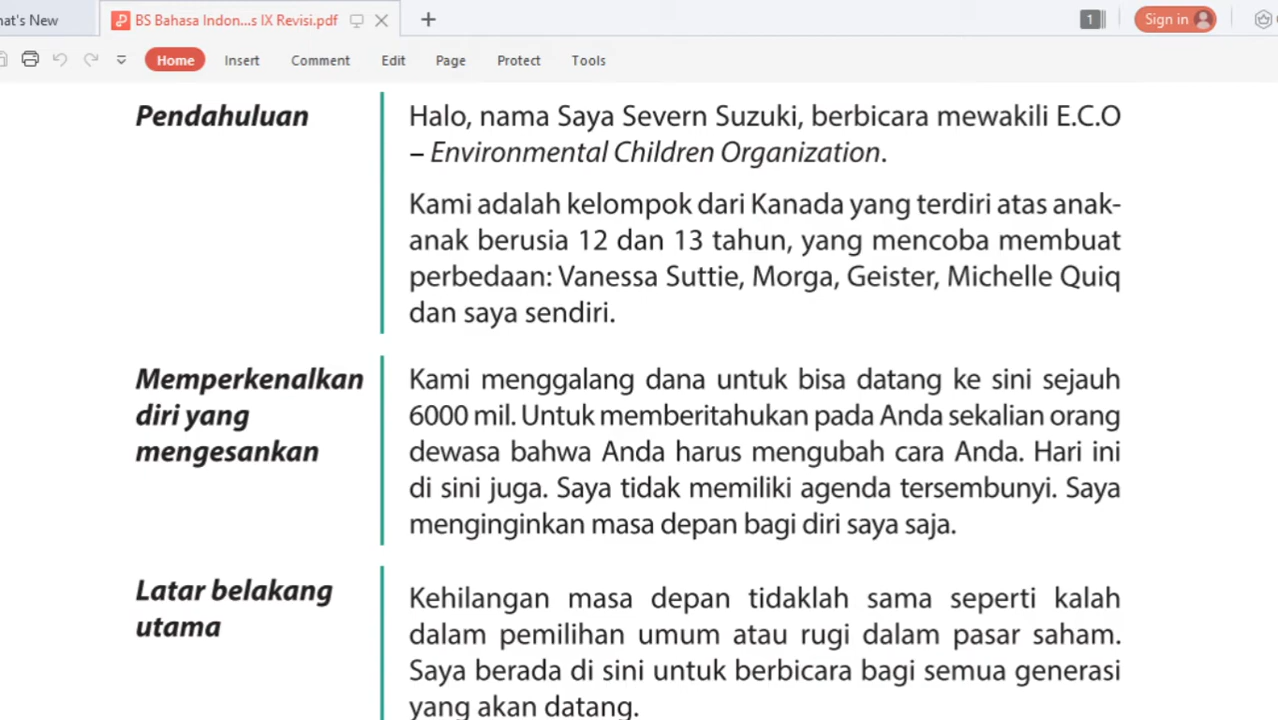 hat's New
BS Bahasa Indon...s IX Revisi.pdf
1
Sign in
Home Insert Comment Edit Page Protect Tools
Pendahuluan
Halo, nama Saya Severn Suzuki, berbicara mewakili E.C.O
– Environmental Children Organization.
Kami adalah kelompok dari Kanada yang terdiri atas anak-
anak berusia 12 dan 13 tahun, yang mencoba membuat
perbedaan: Vanessa Suttie, Morga, Geister, Michelle Quiq
dan saya sendiri.
Memperkenalkan
diri yang
mengesankan
Kami menggalang dana untuk bisa datang ke sini sejauh
6000 mil. Untuk memberitahukan pada Anda sekalian orang
dewasa bahwa Anda harus mengubah cara Anda. Hari ini
di sini juga. Saya tidak memiliki agenda tersembunyi. Saya
menginginkan masa depan bagi diri saya saja.
Latar belakang
utama
Kehilangan masa depan tidaklah sama seperti kalah
dalam pemilihan umum atau rugi dalam pasar saham.
Saya berada di sini untuk berbicara bagi semua generasi
yang akan datang.